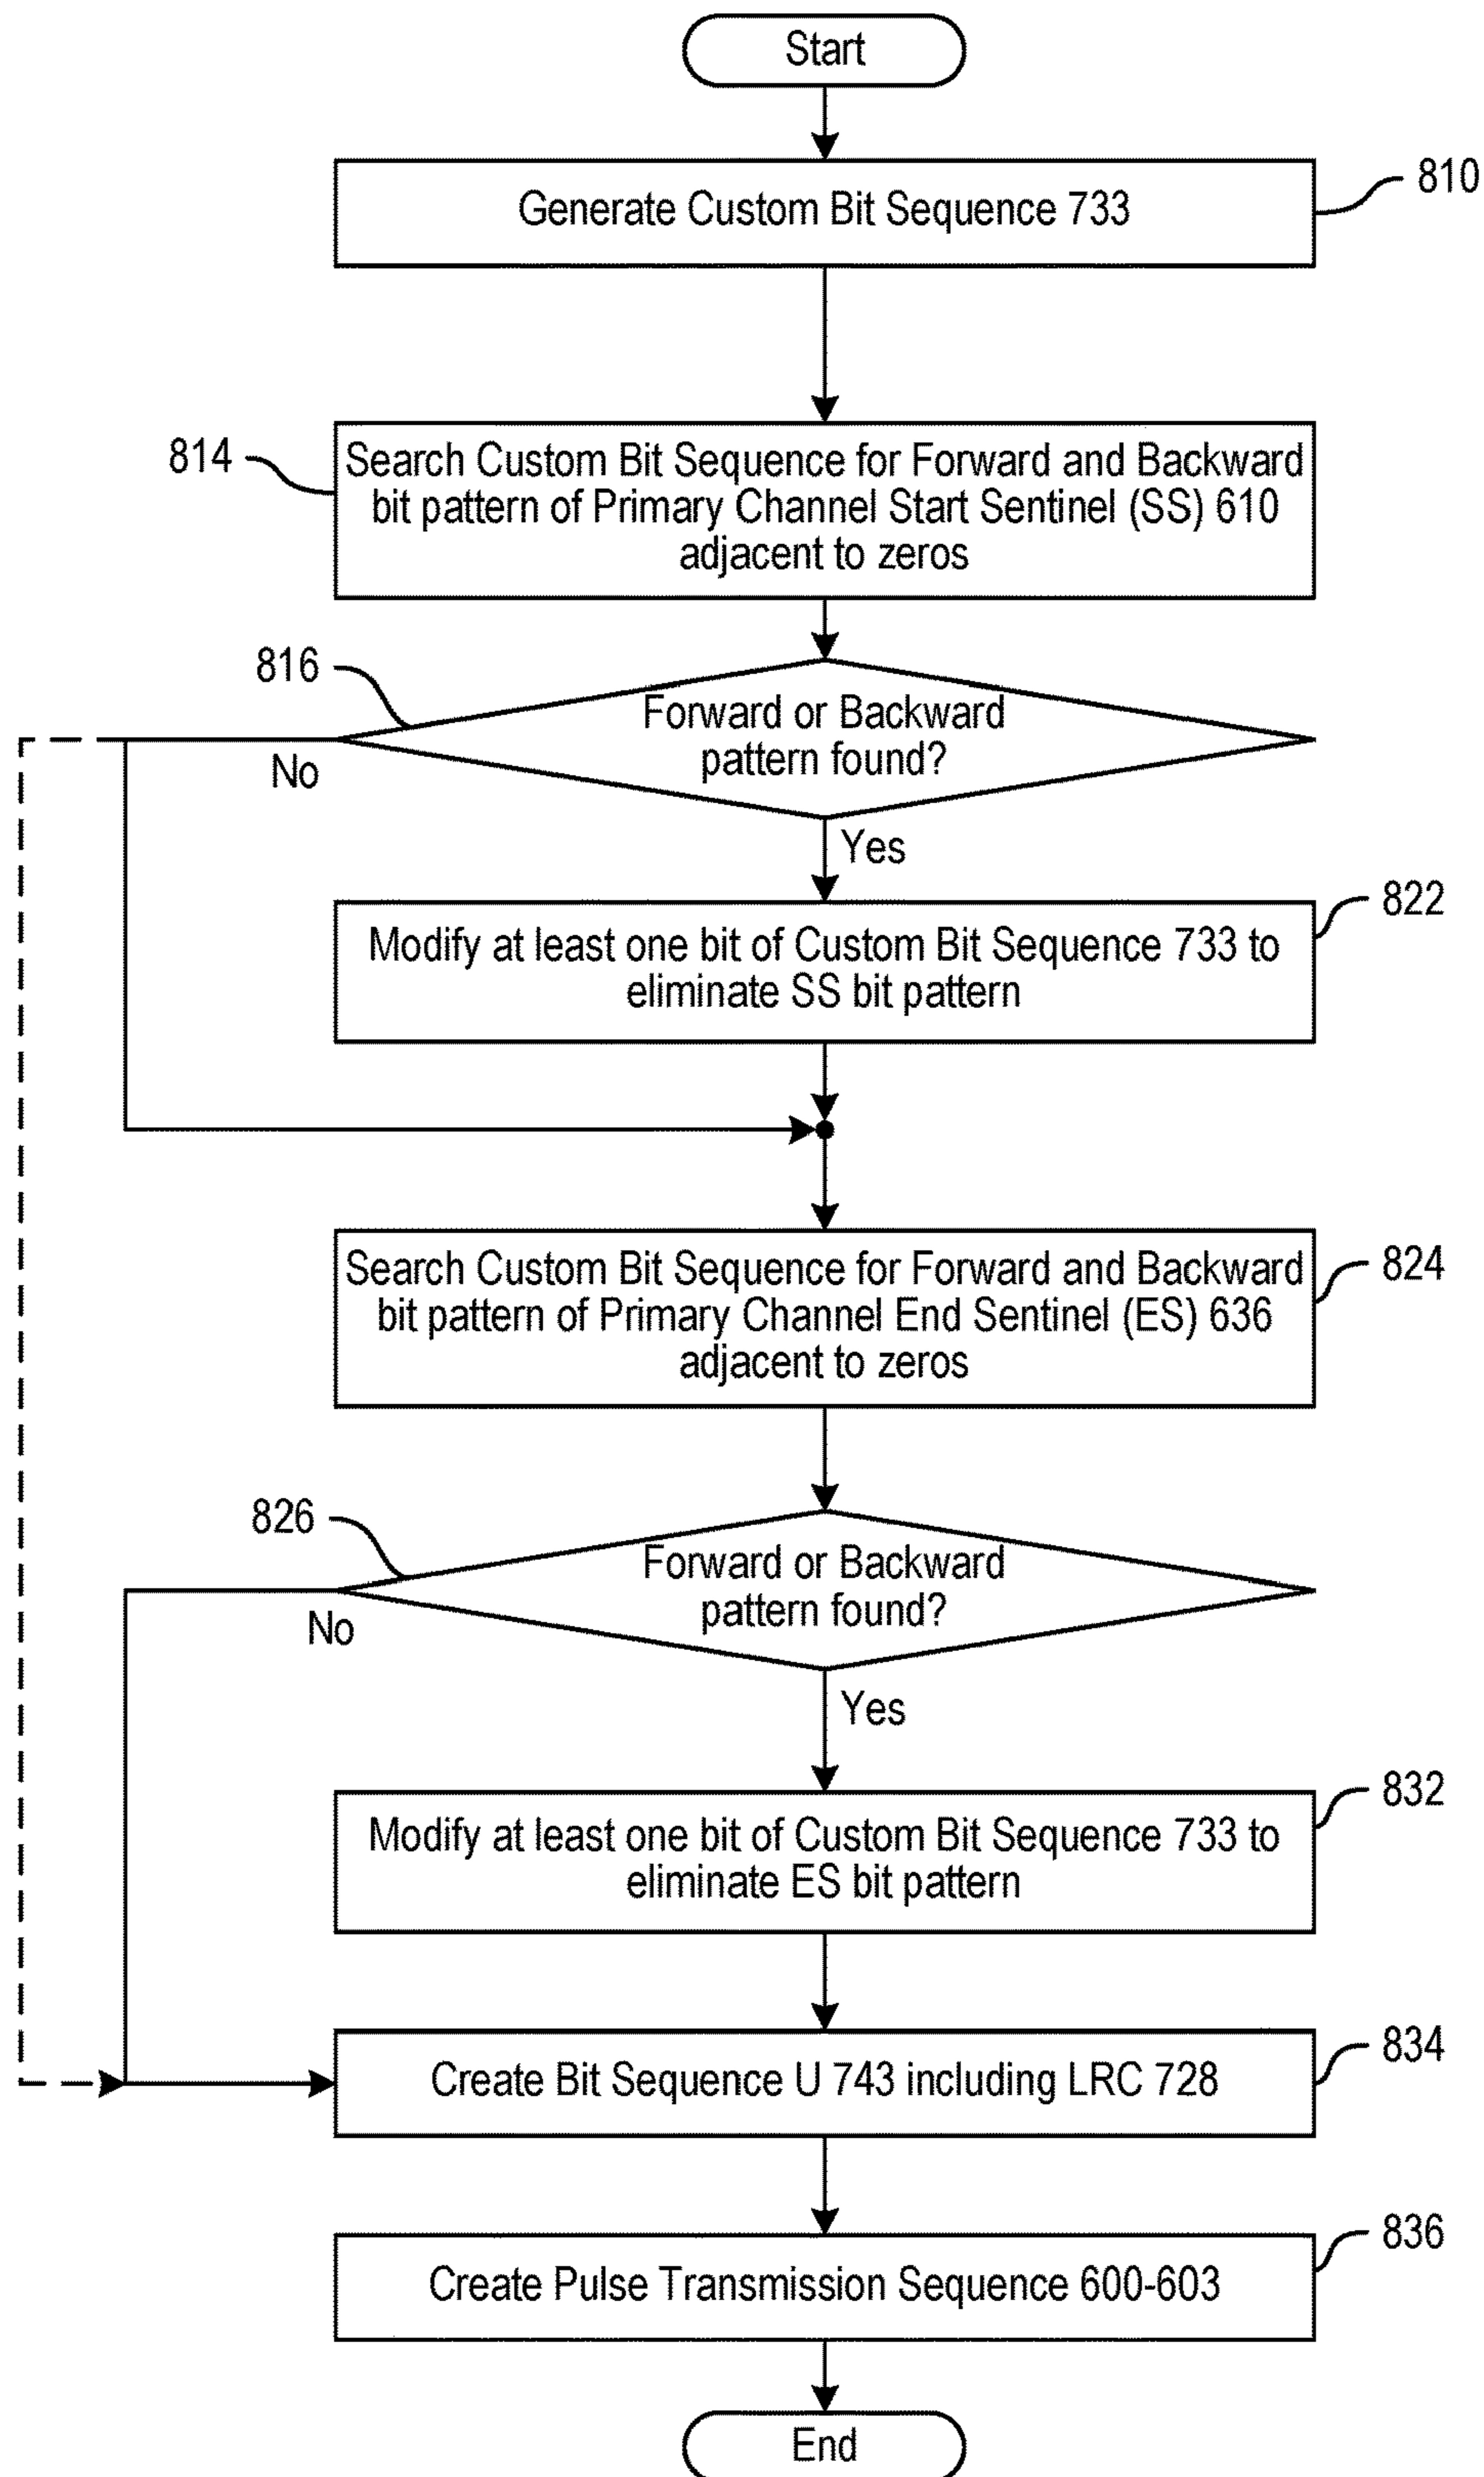 Start
Generate Custom Bit Sequence 733
810
814
Search Custom Bit Sequence for Forward and Backward
bit pattern of Primary Channel Start Sentinel (SS) 610
adjacent to zeros
816
Forward or Backward
pattern found?
No
Yes
822
Modify at least one bit of Custom Bit Sequence 733 to
eliminate SS bit pattern
Search Custom Bit Sequence for Forward and Backward
bit pattern of Primary Channel End Sentinel (ES) 636
adjacent to zeros
824
826
Forward or Backward
pattern found?
No
Yes
832
Modify at least one bit of Custom Bit Sequence 733 to
eliminate ES bit pattern
834
Create Bit Sequence U 743 including LRC 728
836
Create Pulse Transmission Sequence 600-603
End